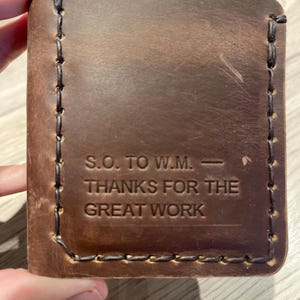 S.O. TO W.M. —
THANKS FOR THE
GREAT WORK